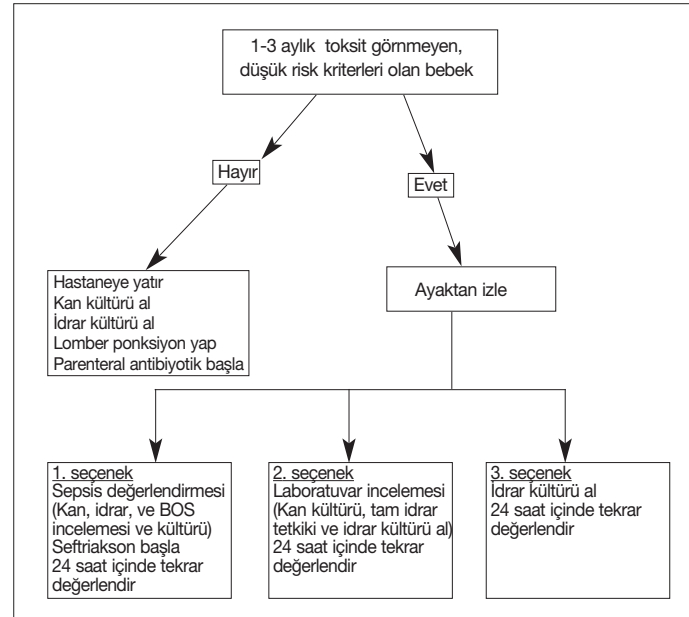 1-3 aylık toksit görnmeyen,
düşük risk kriterleri olan bebek
Hayır
Evet
Hastaneye yatır
Kan kültürü al
İdrar kültürü al
Lomber ponksiyon yap
Parenteral antibiyotik başla
Ayaktan izle
1. seçenek
Sepsis değerlendirmesi
(Kan, idrar, ve BOS
incelemesi ve kültürü)
Seftriakson başla
24 saat içinde tekrar
değerlendir
2. seçenek
Laboratuvar incelemesi
(Kan kültürü, tam idrar
tetkiki ve idrar kültürü al)
24 saat içinde tekrar
değerlendir
3. seçenek
İdrar kültürü al
24 saat içinde tekrar
değerlendir